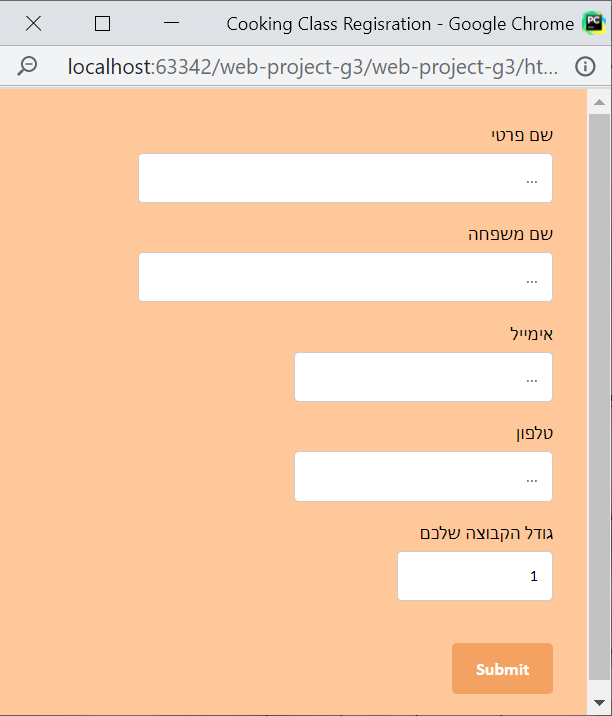 Cooking Class Regisration - Google Chrome
localhost:63342/web-project-g3/web-project-g3/ht...
שם פרטי
...
שם משפחה
...
אימייל
...
טלפון
...
גודל הקבוצה שלכם
1
Submit